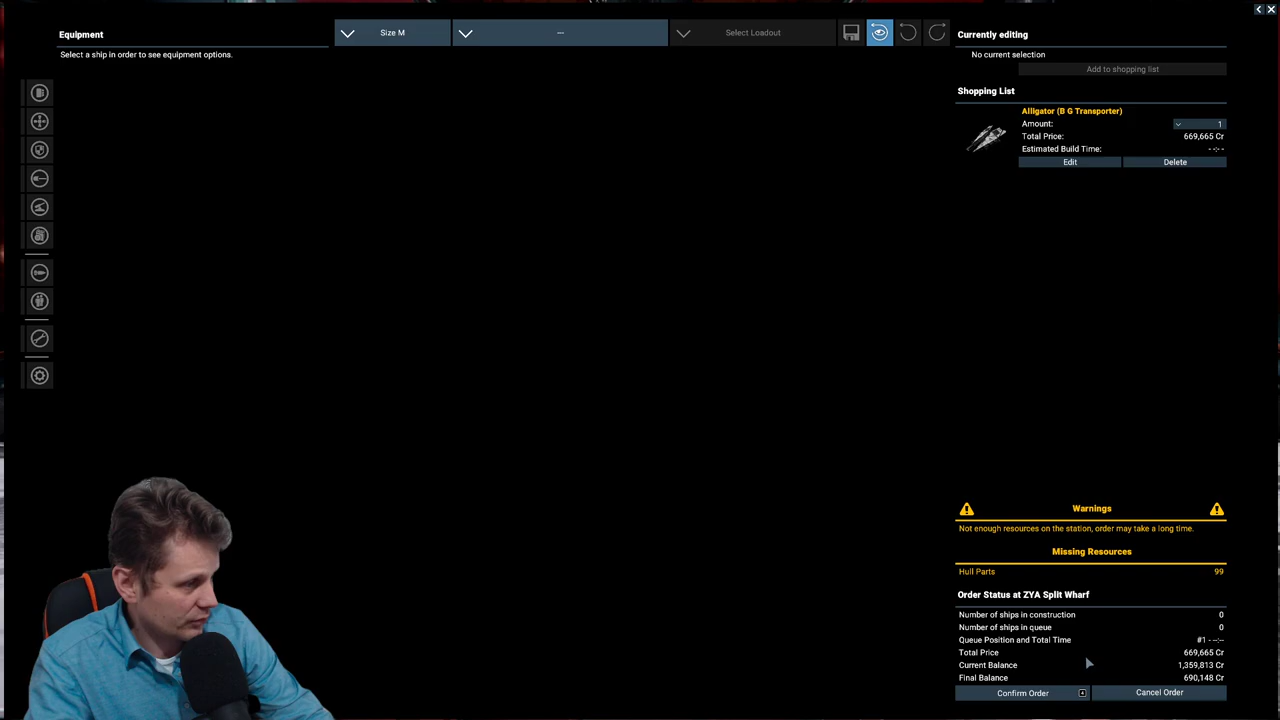 Equipment
Select a ship in order to see equipment options.
Size M
---
Select Loadout
Currently editing
No current selection
Add to shopping list
Shopping List
Alligator (B G Transporter)
Amount: 1
Total Price: 669,665 Cr
Estimated Build Time: --:--
Edit Delete
Warnings
Not enough resources on the station, order may take a long time.
Missing Resources
Hull Parts 99
Order Status at ZYA Split Wharf
Number of ships in construction 0
Number of ships in queue 0
Queue Position and Total Time #1 - --:--
Total Price 669,665 Cr
Current Balance 1,359,813 Cr
Final Balance 690,148 Cr
Confirm Order Cancel Order